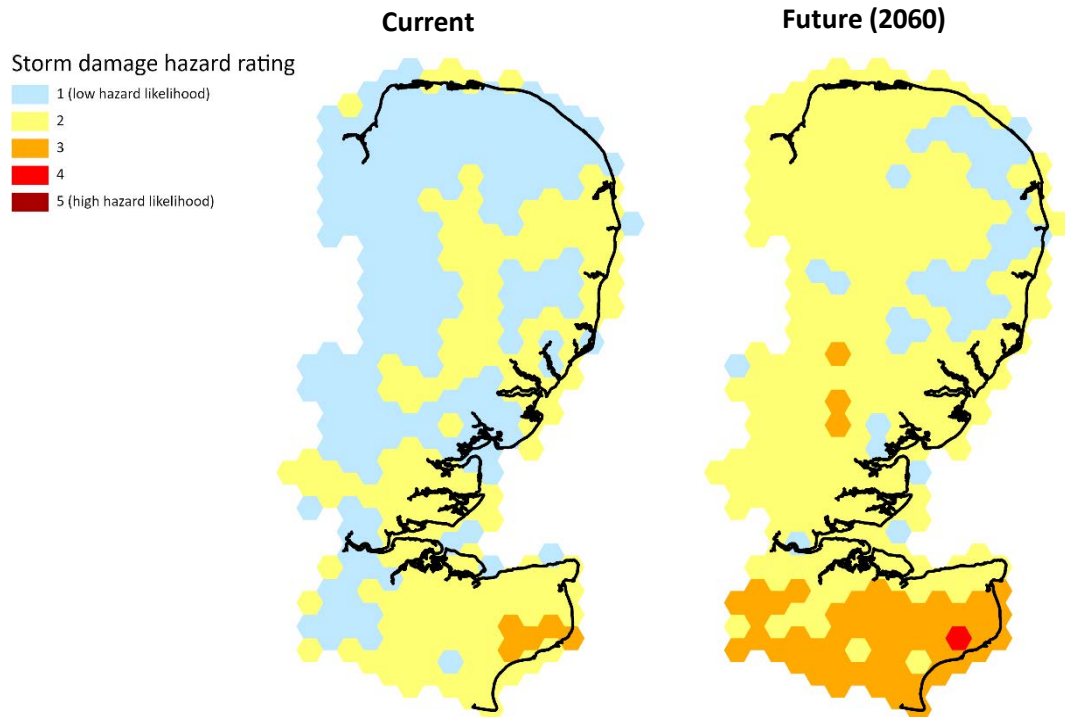 Current
Future (2060)
Storm damage hazard rating
1 (low hazard likelihood)
2
3
4
5 (high hazard likelihood)